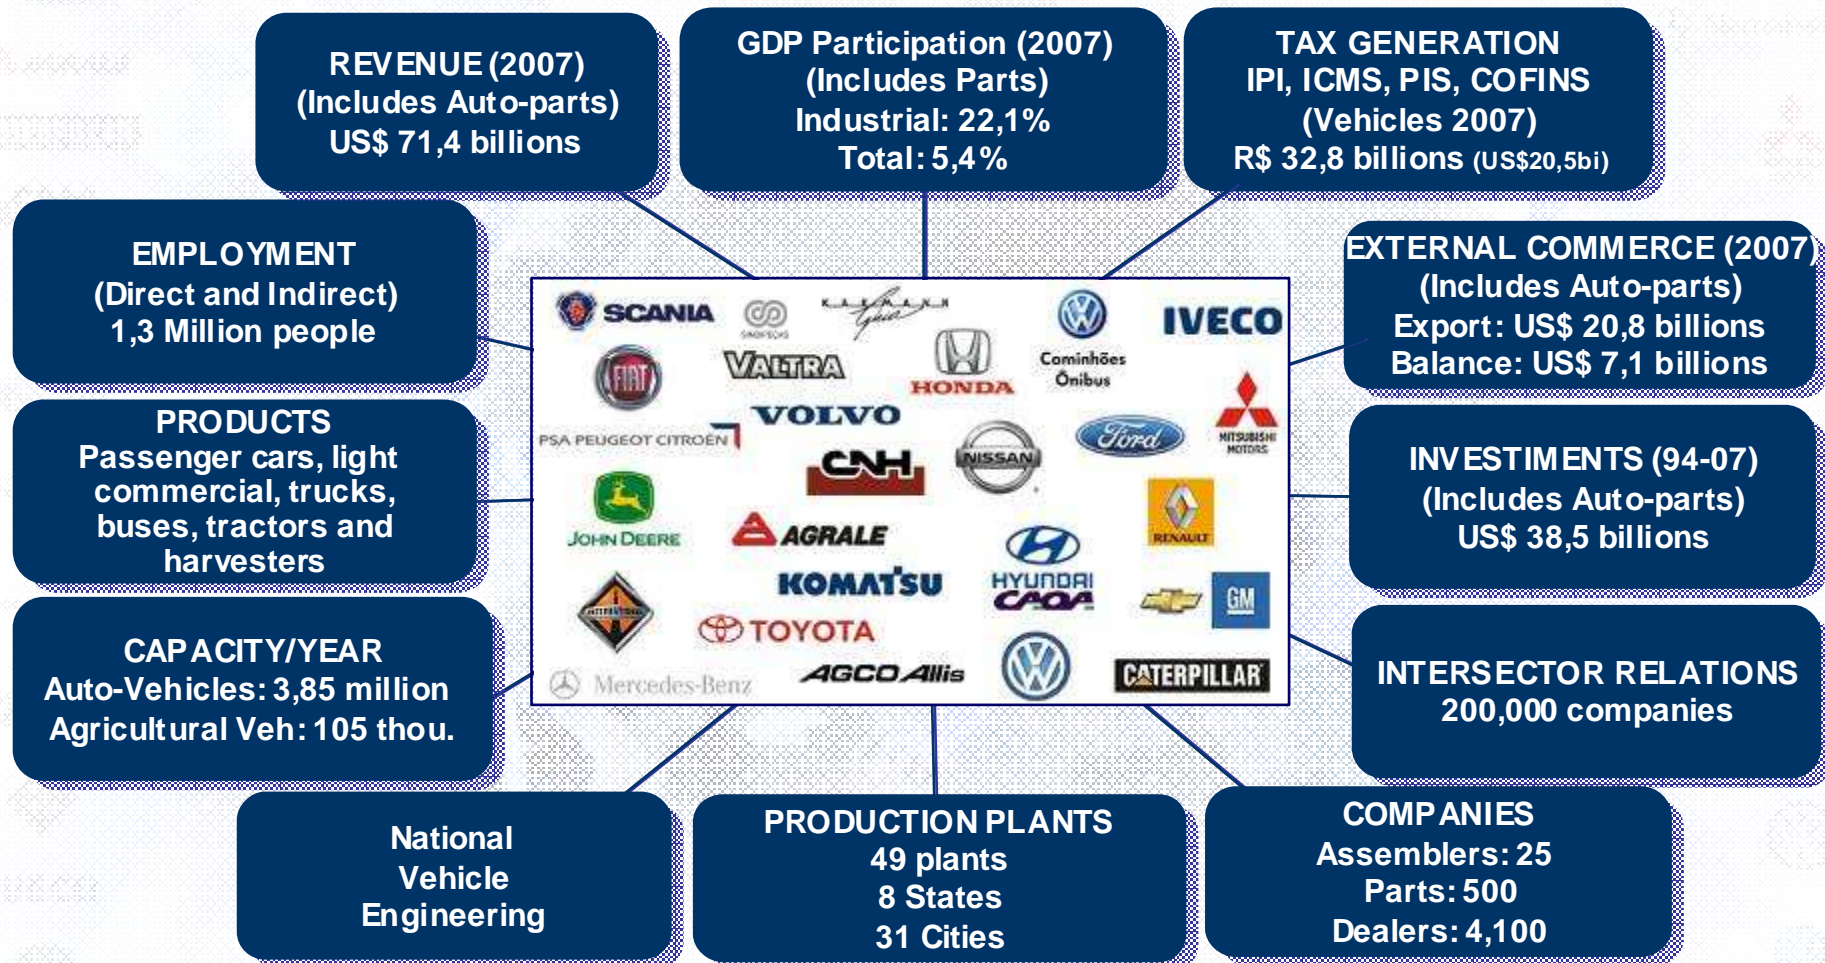 REVENUE (2007)
(Includes Auto-parts)
US$ 71,4 billions
GDP Participation (2007)
(Includes Parts)
Industrial: 22,1%
Total: 5,4%
TAX GENERATION
IPI, ICMS, PIS, COFINS
(Vehicles 2007)
R$ 32,8 billions (US$20,5bi)
EMPLOYMENT
(Direct and Indirect)
1,3 Million people
EXTERNAL COMMERCE (2007)
(Includes Auto-parts)
Export: US$ 20,8 billions
Balance: US$ 7,1 billions
PRODUCTS
Passenger cars, light
commercial, trucks,
buses, tractors and
harvesters
INVESTIMENTS (94-07)
(Includes Auto-parts)
US$ 38,5 billions
CAPACITY/YEAR
Auto-Vehicles: 3,85 million
Agricultural Veh: 105 thou.
INTERSECTOR RELATIONS
200,000 companies
National
Vehicle
Engineering
PRODUCTION PLANTS
49 plants
8 States
31 Cities
COMPANIES
Assemblers: 25
Parts: 500
Dealers: 4,100
SCANIA
SINDIPEÇAS
KARMANN
Ghia
IVECO
FIAT
VALTRA
HONDA
Caminhões
Ônibus
VOLVO
PSA PEUGEOT CITROËN
CNH
NISSAN
Ford
MITSUBISHI
MOTORS
JOHN DEERE
AGRALE
RENAULT
KOMATSU
HYUNDAI
CAOA
GM
INTERNATIONAL
TOYOTA
Mercedes-Benz
AGCO Allis
CATERPILLAR